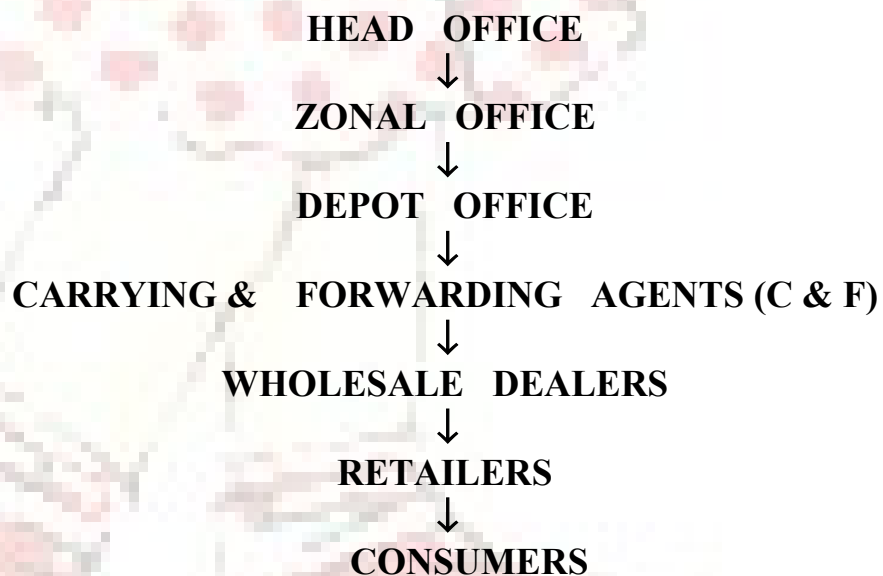 HEAD OFFICE
↓
ZONAL OFFICE
↓
DEPOT OFFICE
↓
CARRYING & FORWARDING AGENTS (C & F)
↓
WHOLESALE DEALERS
↓
RETAILERS
↓
CONSUMERS